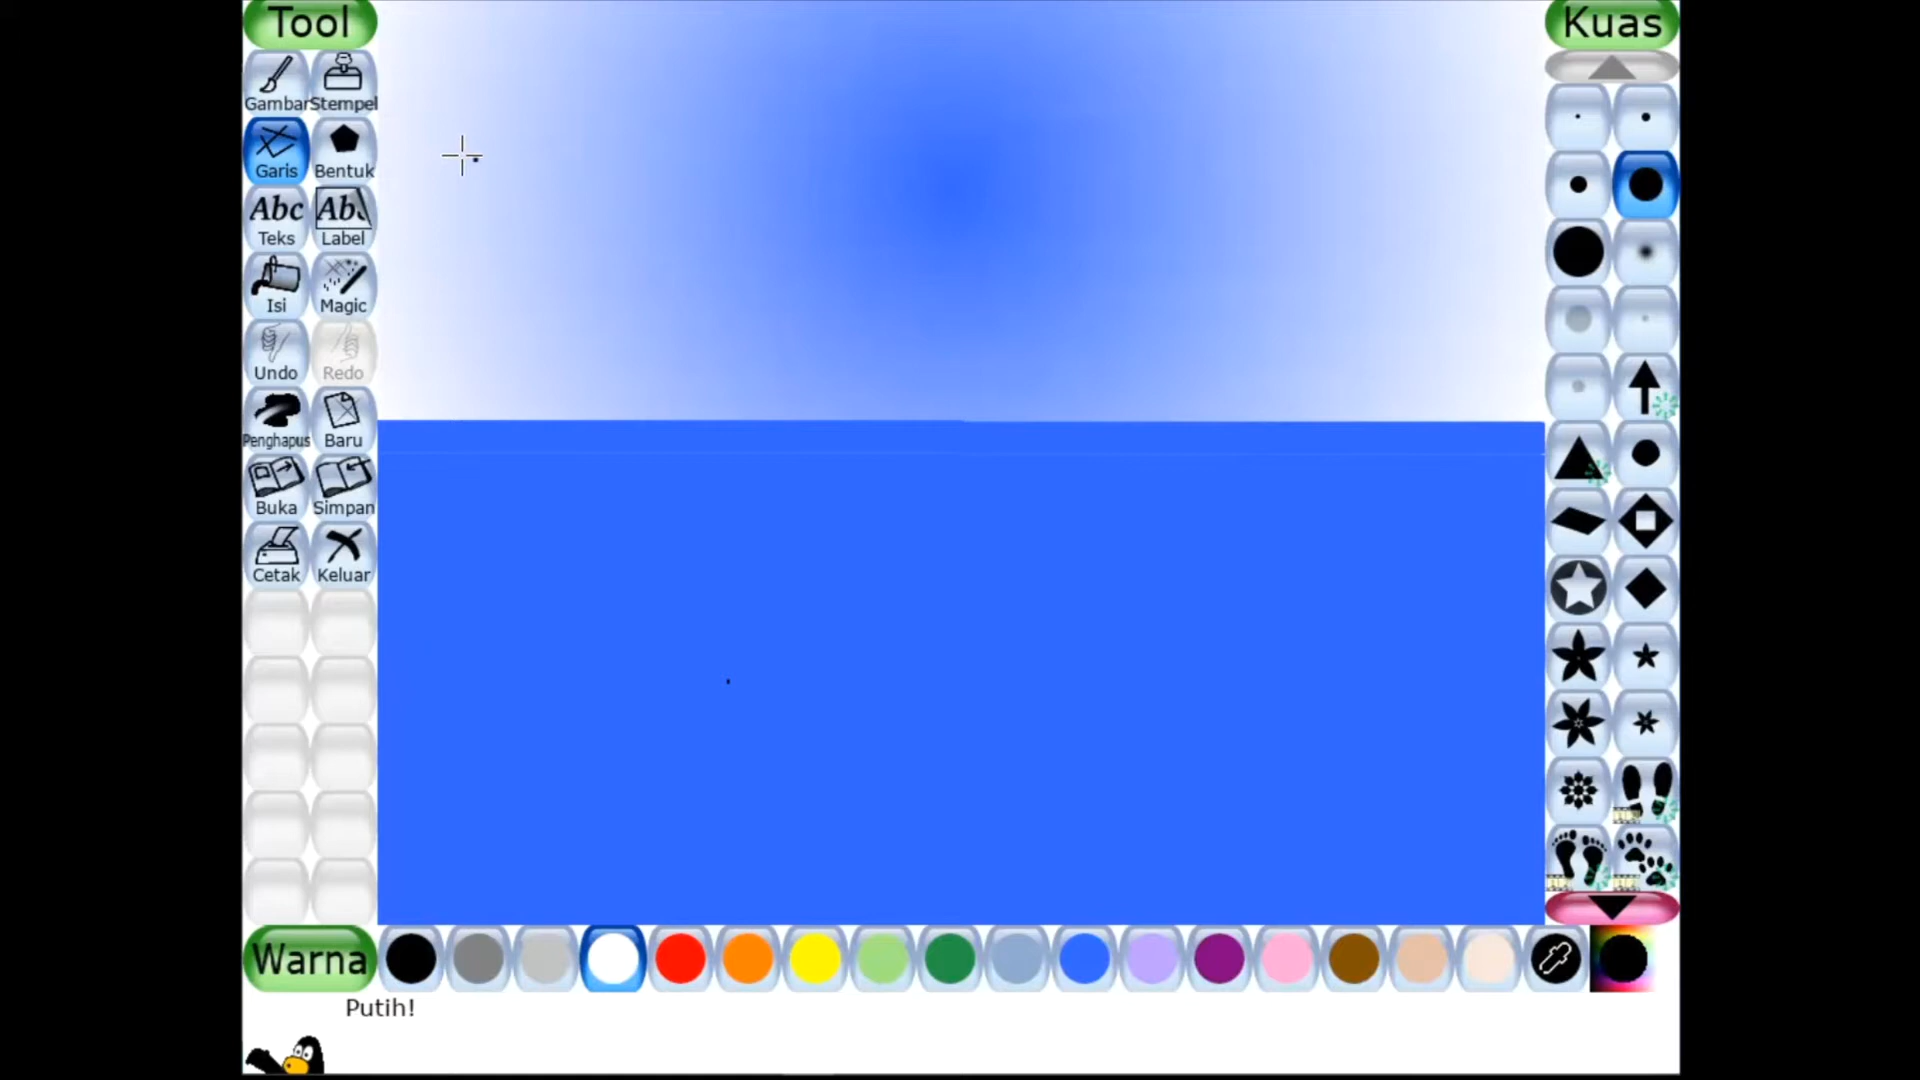 Tool
Kuas
Gambar Stempel
Garis Bentuk
Abc Abc
Teks Label
Isi Magic
Undo Redo
Penghapus Baru
Buka Simpan
Cetak Keluar
Warna
Putih!